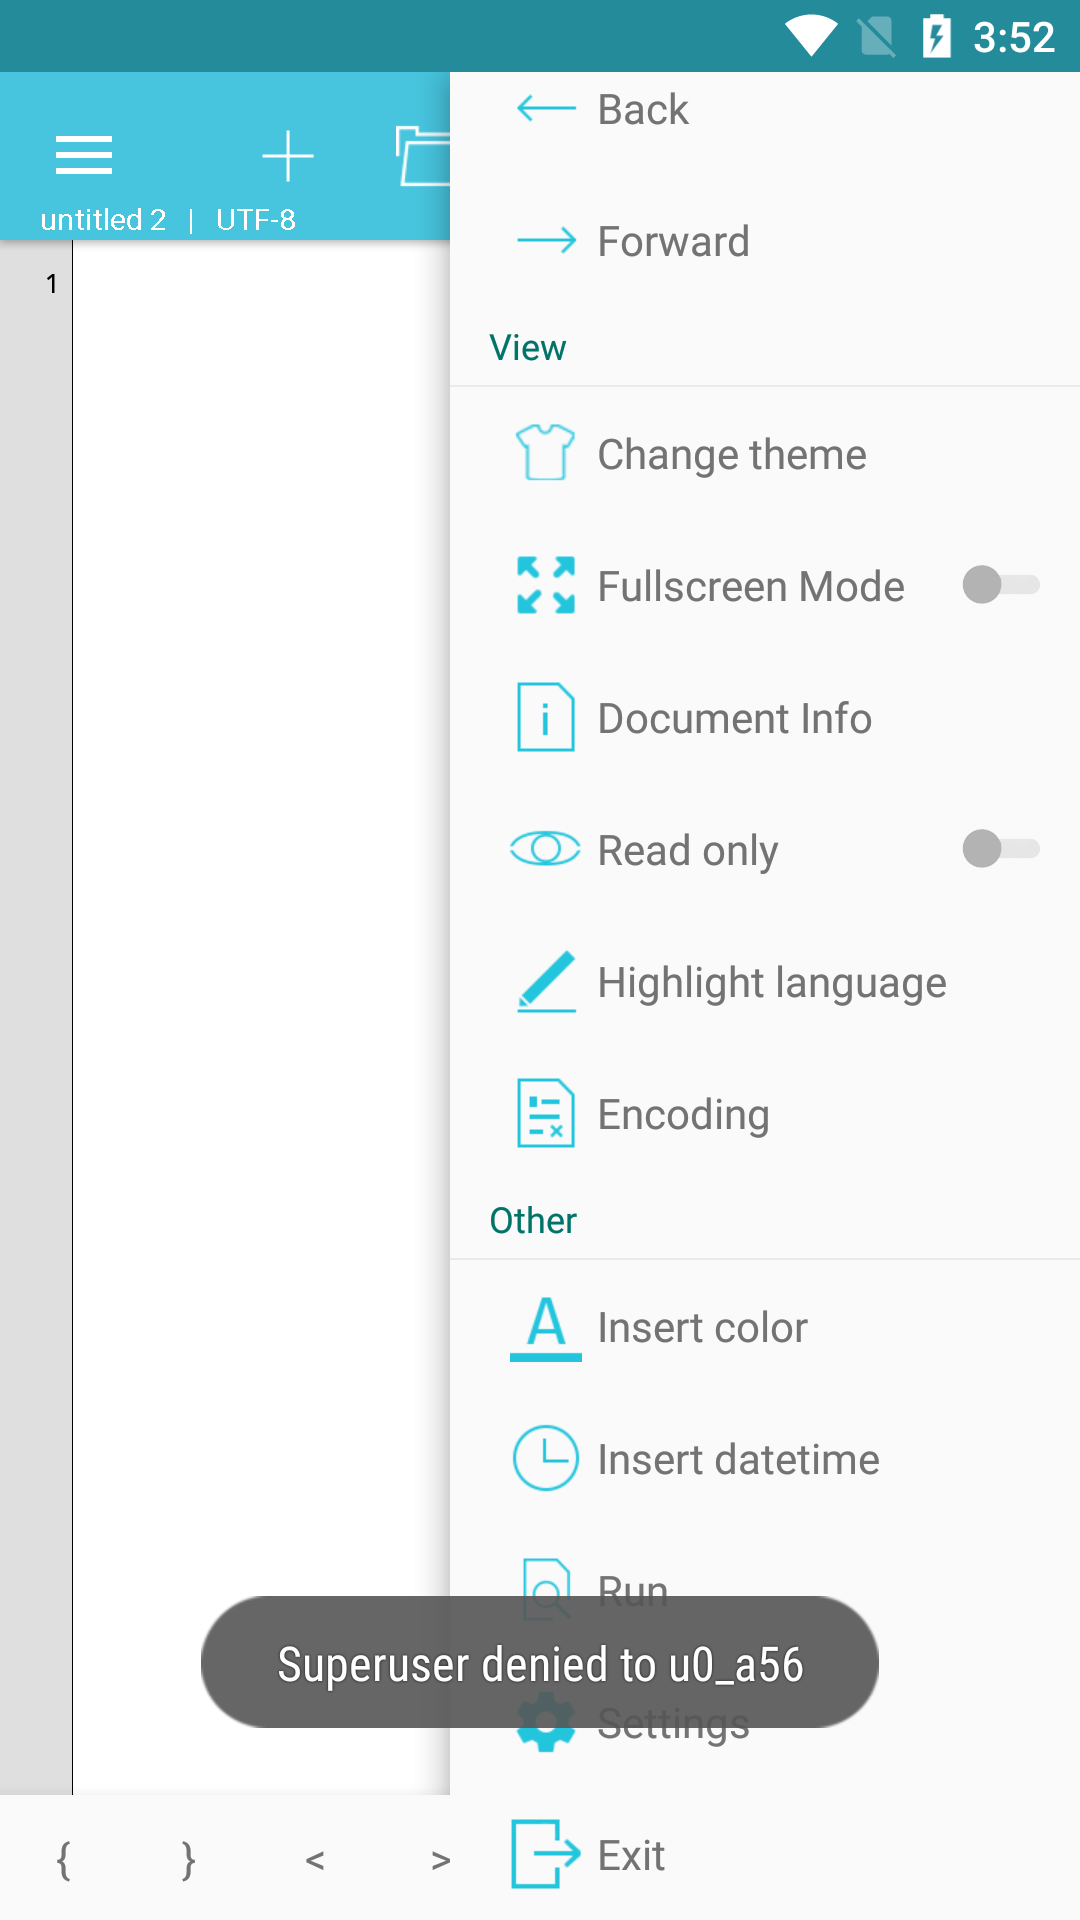 3:52
untitled 2 | UTF-8
1
Back
Forward
View
Change theme
Fullscreen Mode
Document Info
Read only
Highlight language
Encoding
Other
Insert color
Insert datetime
Run
Superuser denied to u0_a56
Settings
Exit
{ } < >